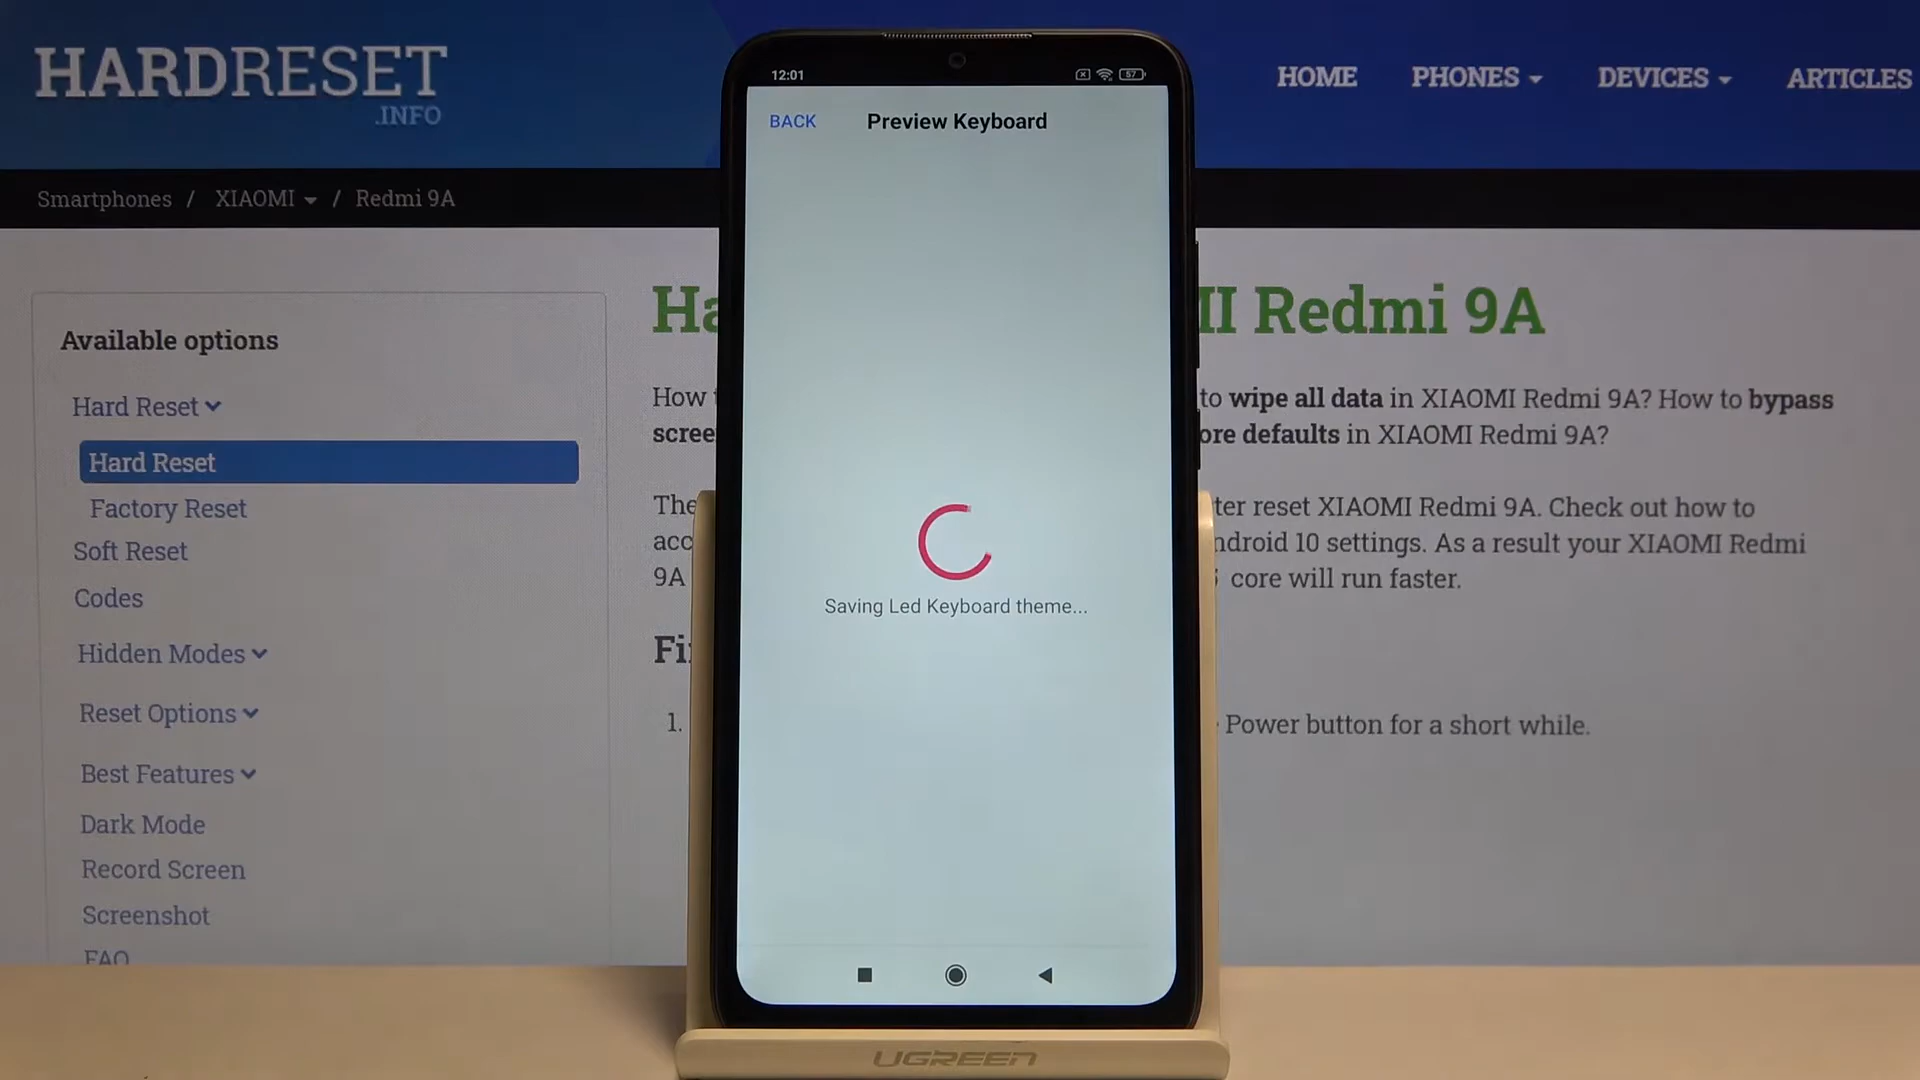 HARDRESET
.INFO
HOME PHONES DEVICES ARTICLES
Smartphones / XIAOMI / Redmi 9A
Available options
Hard Reset
Hard Reset
Factory Reset
Soft Reset
Codes
Hidden Modes
Reset Options
Best Features
Dark Mode
Record Screen
Screenshot
FAQ
12:01 57
BACK Preview Keyboard
Saving Led Keyboard theme...
Ha II Redmi 9A
How to wipe all data in XIAOMI Redmi 9A? How to bypass
scree ore defaults in XIAOMI Redmi 9A?
The ter reset XIAOMI Redmi 9A. Check out how to
acc ndroid 10 settings. As a result your XIAOMI Redmi
9A core will run faster.
Fi
1. Power button for a short while.
UGREEN